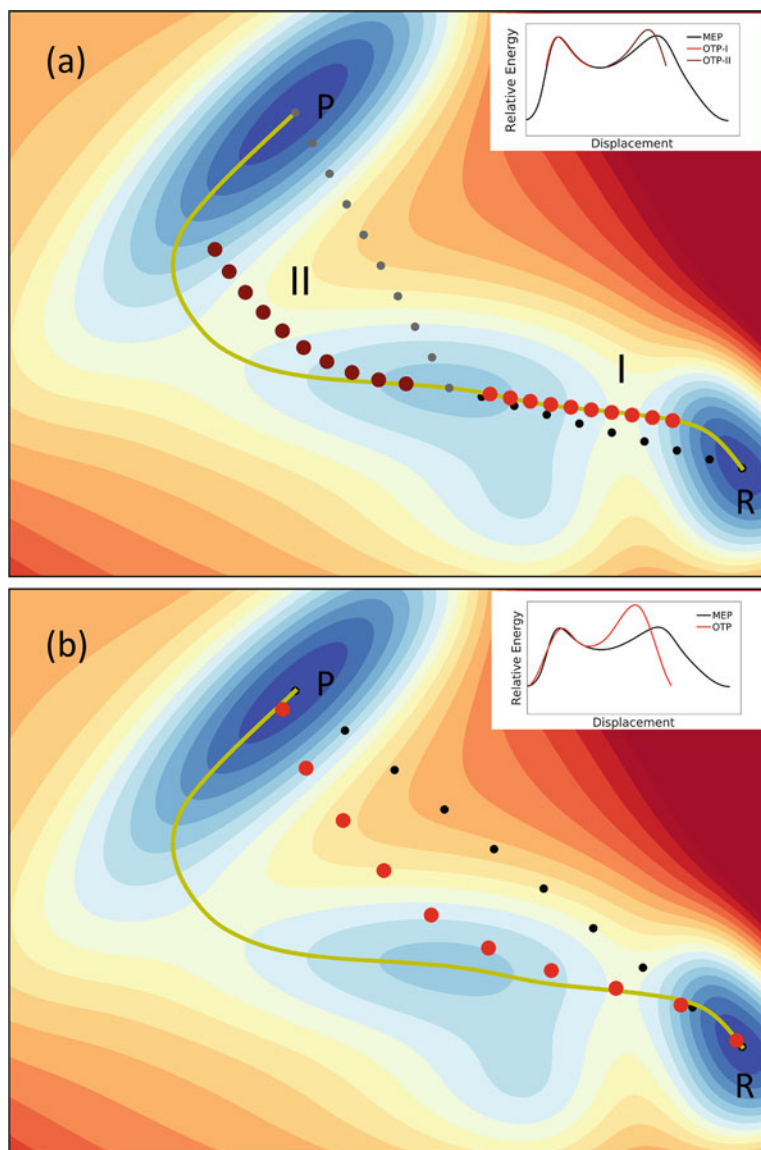 (a)
Relative Energy
MEP
OTP-I
OTP-II
Displacement
P
II
I
R
(b)
Relative Energy
MEP
OTP
Displacement
P
R